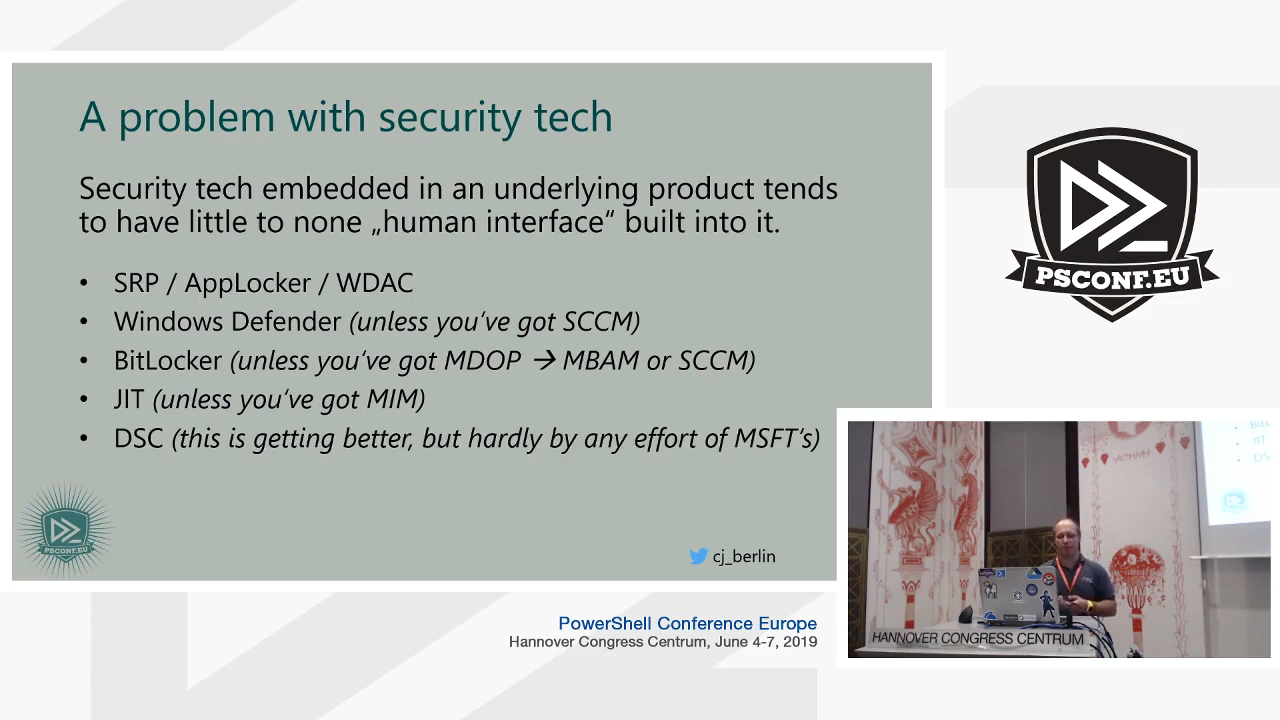 A problem with security tech
Security tech embedded in an underlying product tends
to have little to none „human interface“ built into it.
• SRP / AppLocker / WDAC
• Windows Defender (unless you‘ve got SCCM)
• BitLocker (unless you‘ve got MDOP → MBAM or SCCM)
• JIT (unless you‘ve got MIM)
• DSC (this is getting better, but hardly by any effort of MSFT‘s)
PSCONF.EU
cj_berlin
PSCONF.EU
PowerShell Conference Europe
Hannover Congress Centrum, June 4-7, 2019
• JIT
• DS
HANNOVER CONGRESS CENTRUM